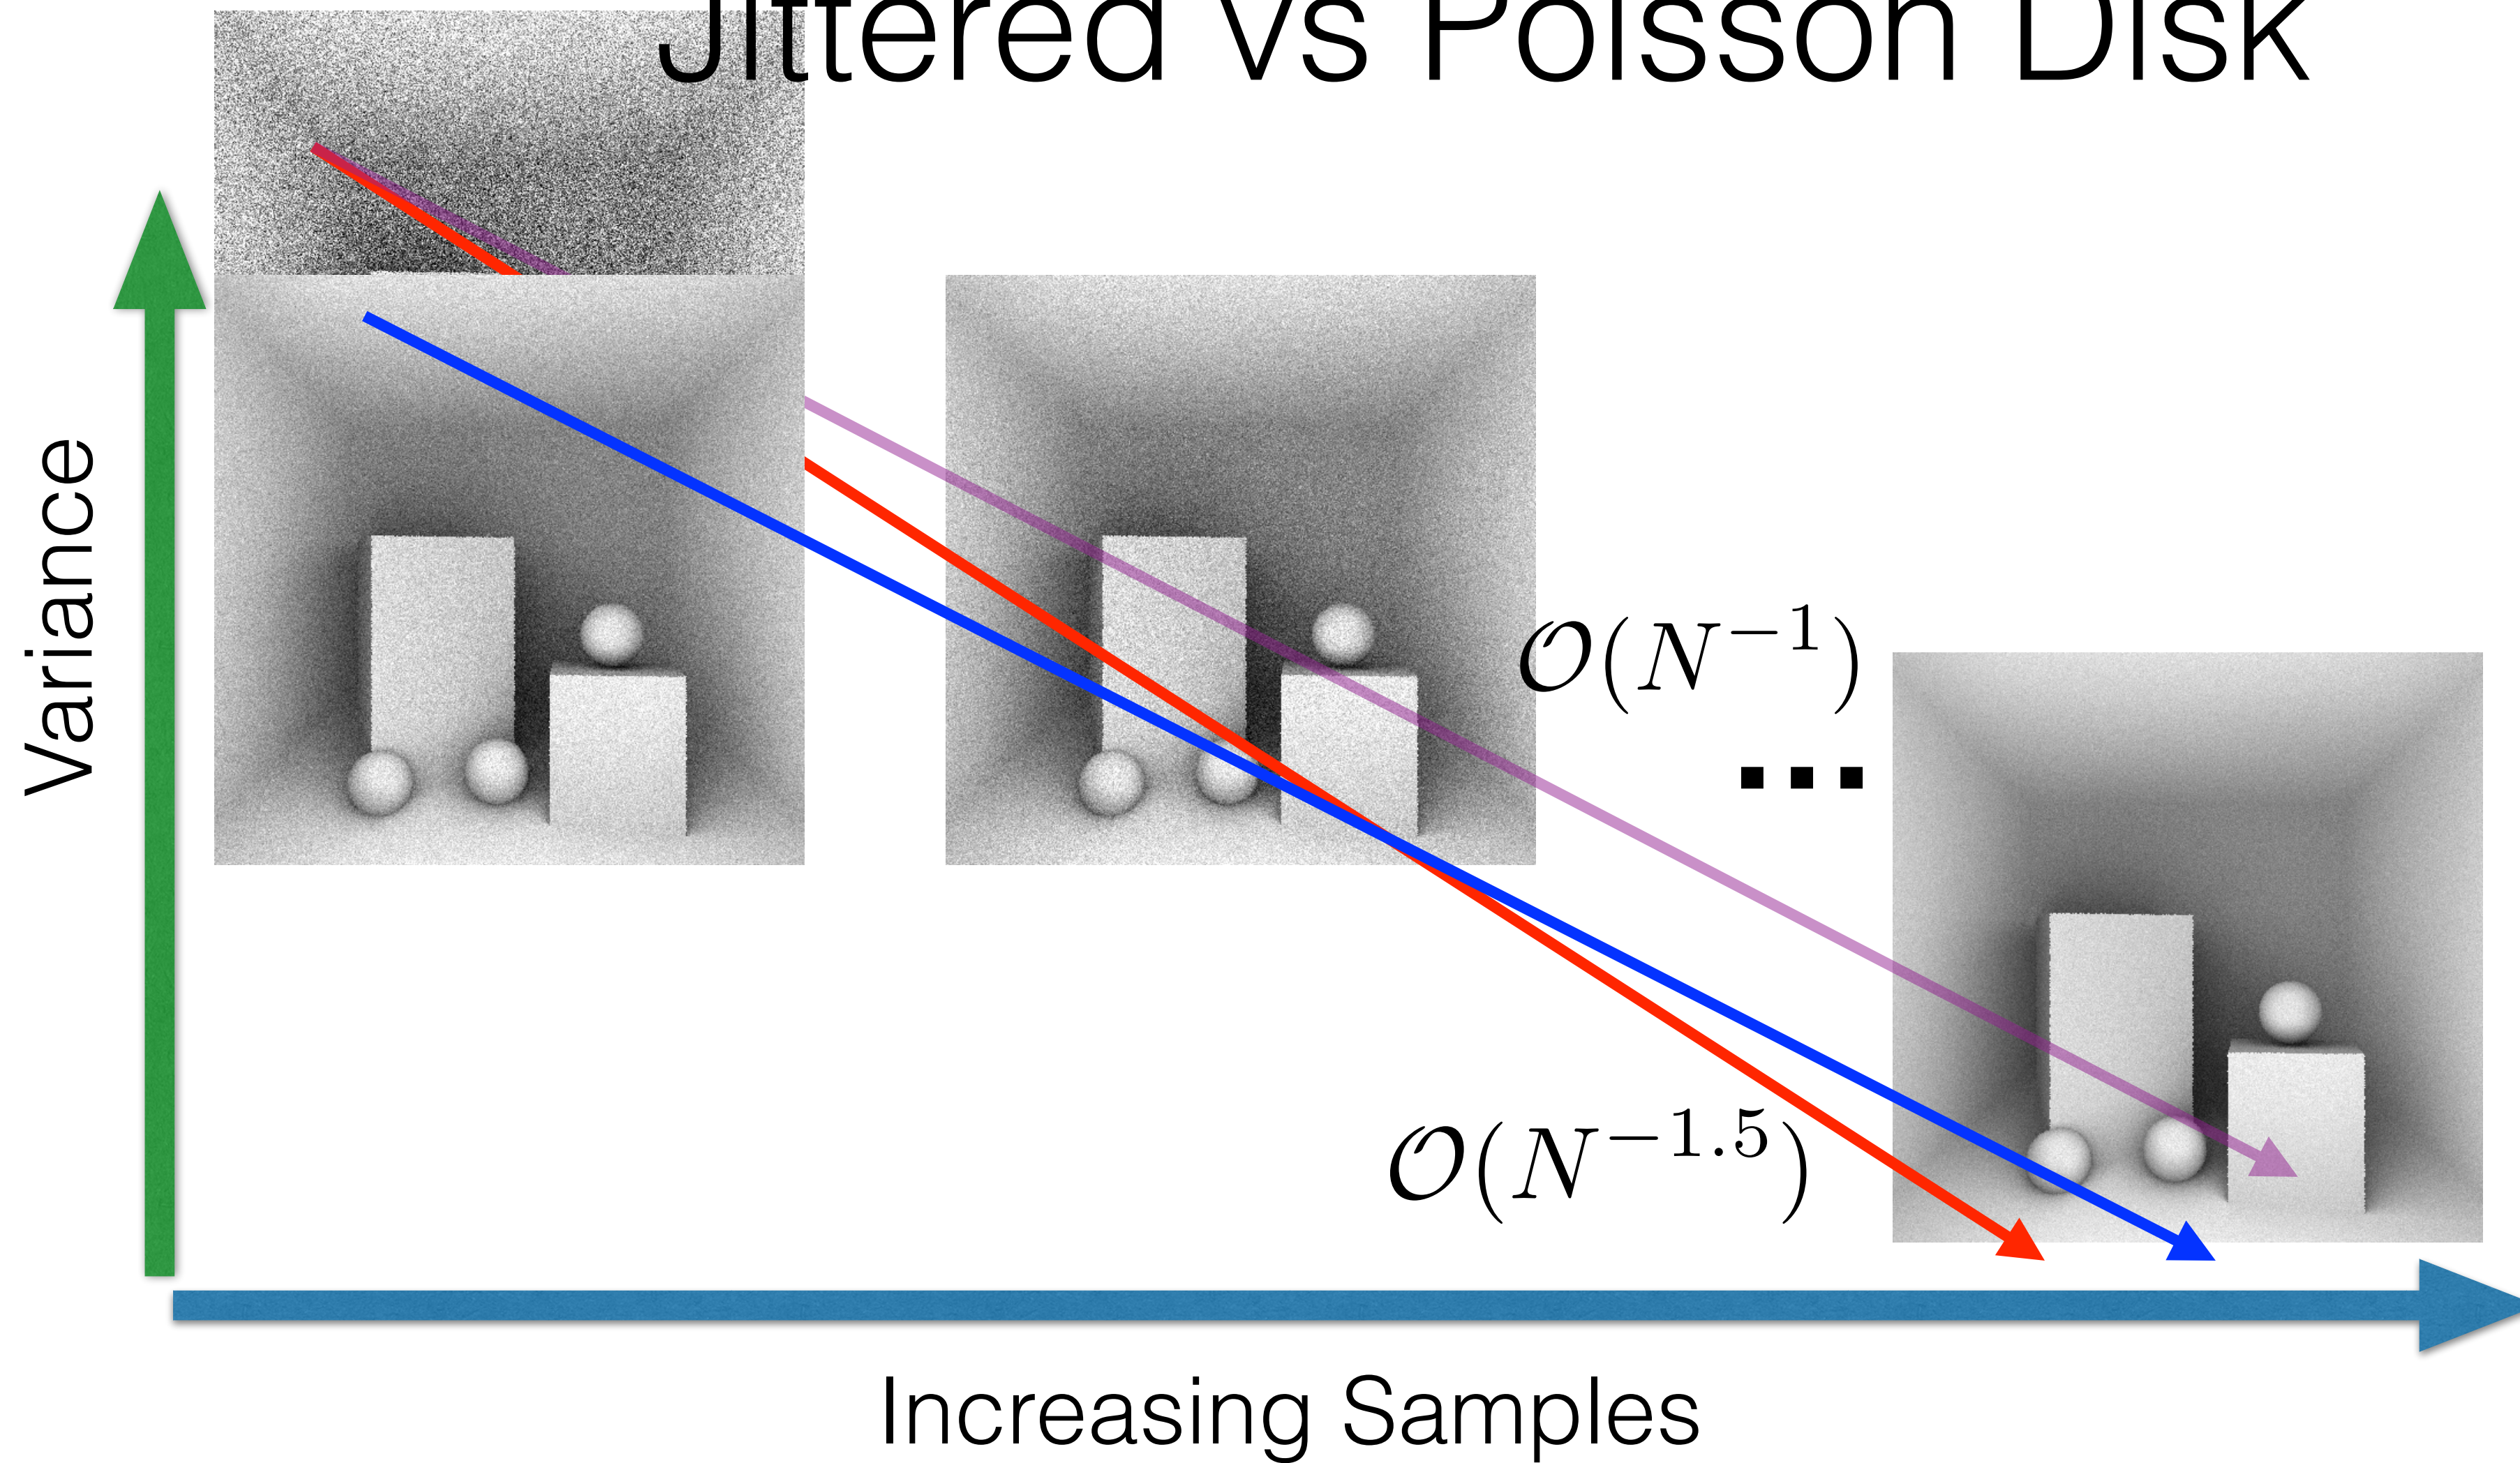 Jittered vs Poisson Disk
Variance
𝒪(N⁻¹)
...
𝒪(N⁻¹·⁵)
Increasing Samples